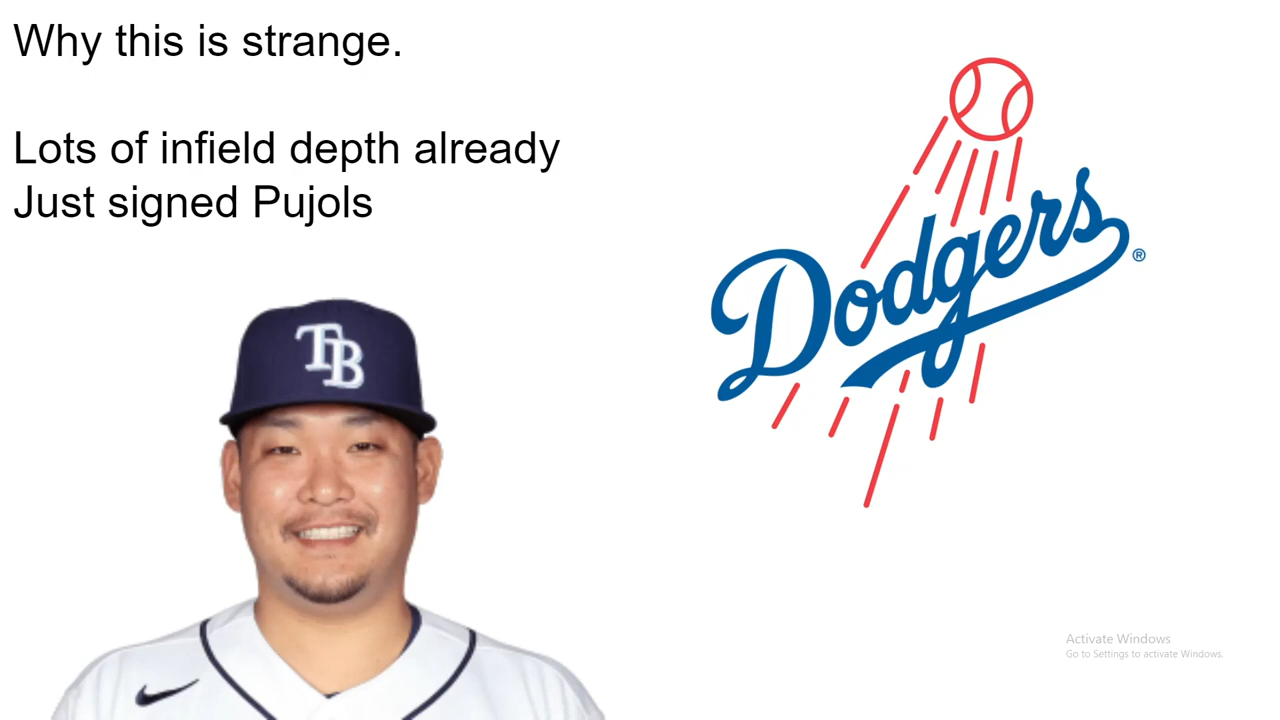 Why this is strange.
Lots of infield depth already
Just signed Pujols
TB
Dodgers
®
Activate Windows
Go to Settings to activate Windows.